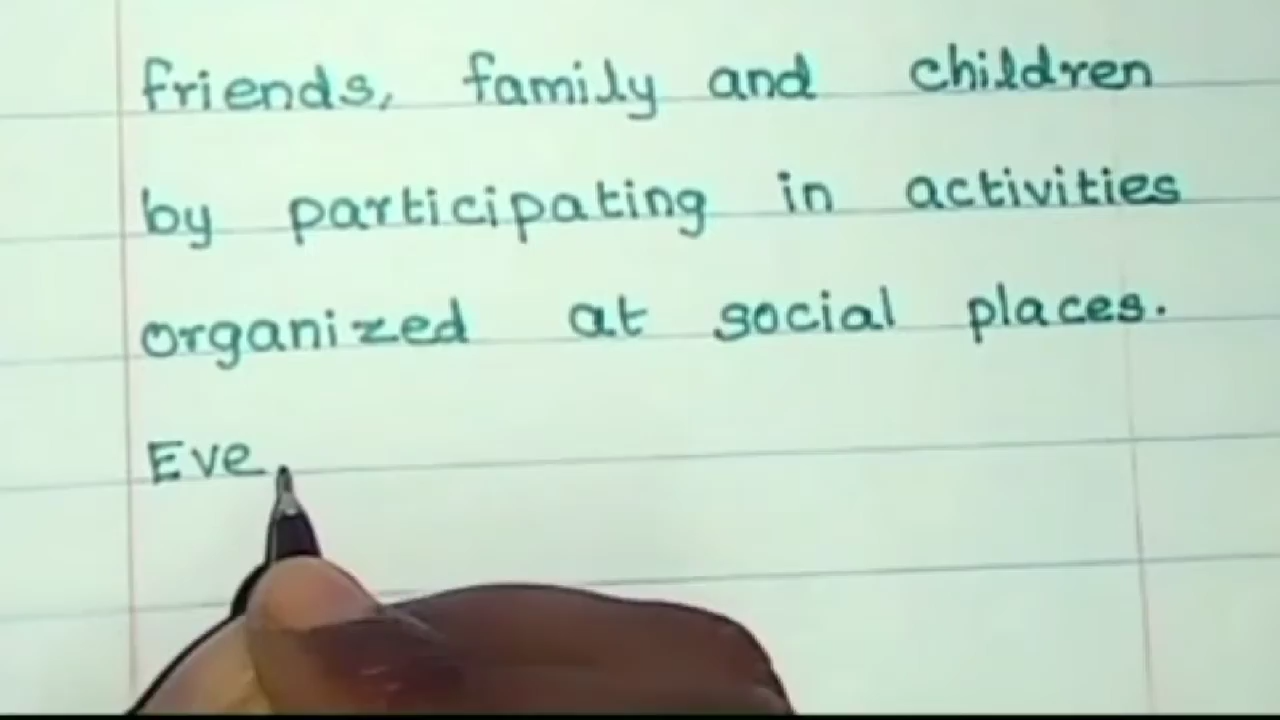 friends, family and children
by participating in activities
organized at social places.
Eve